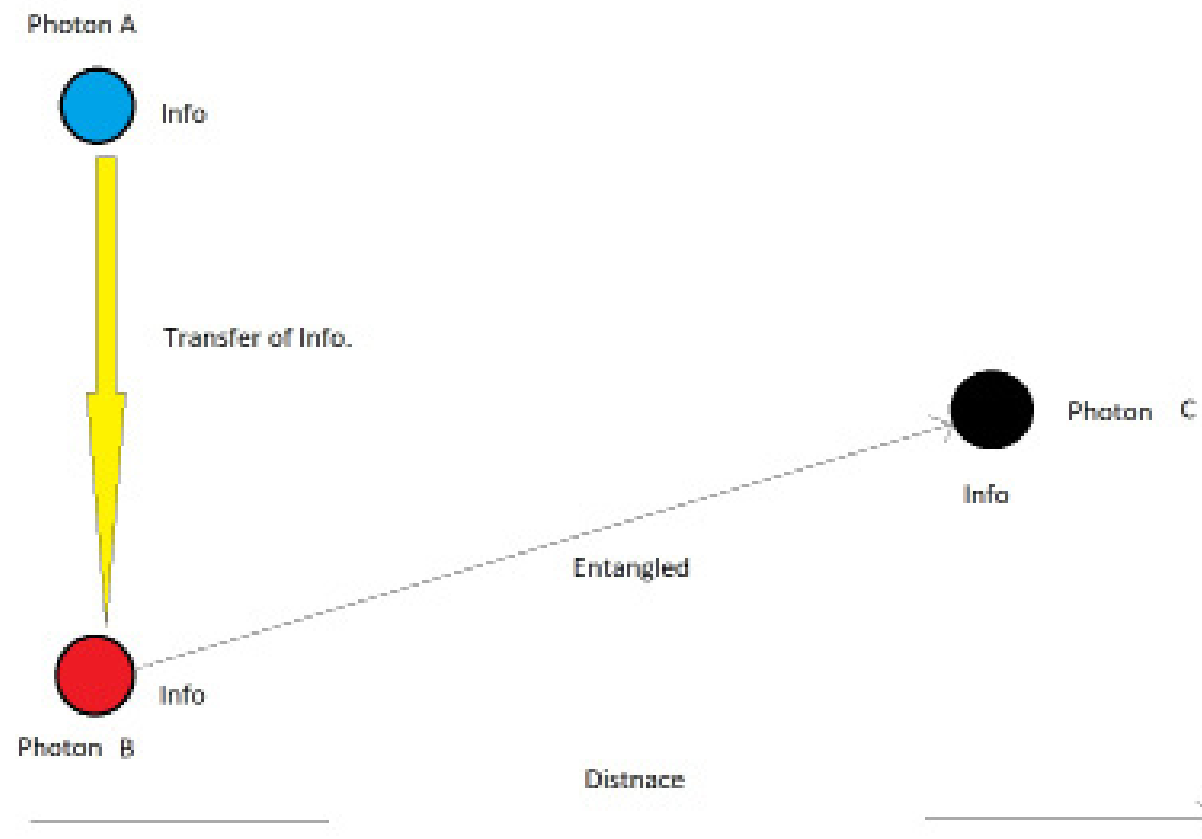 Photon A
Info
Transfer of Info.
Photon C
Info
Entangled
Info
Photon B
Distnace